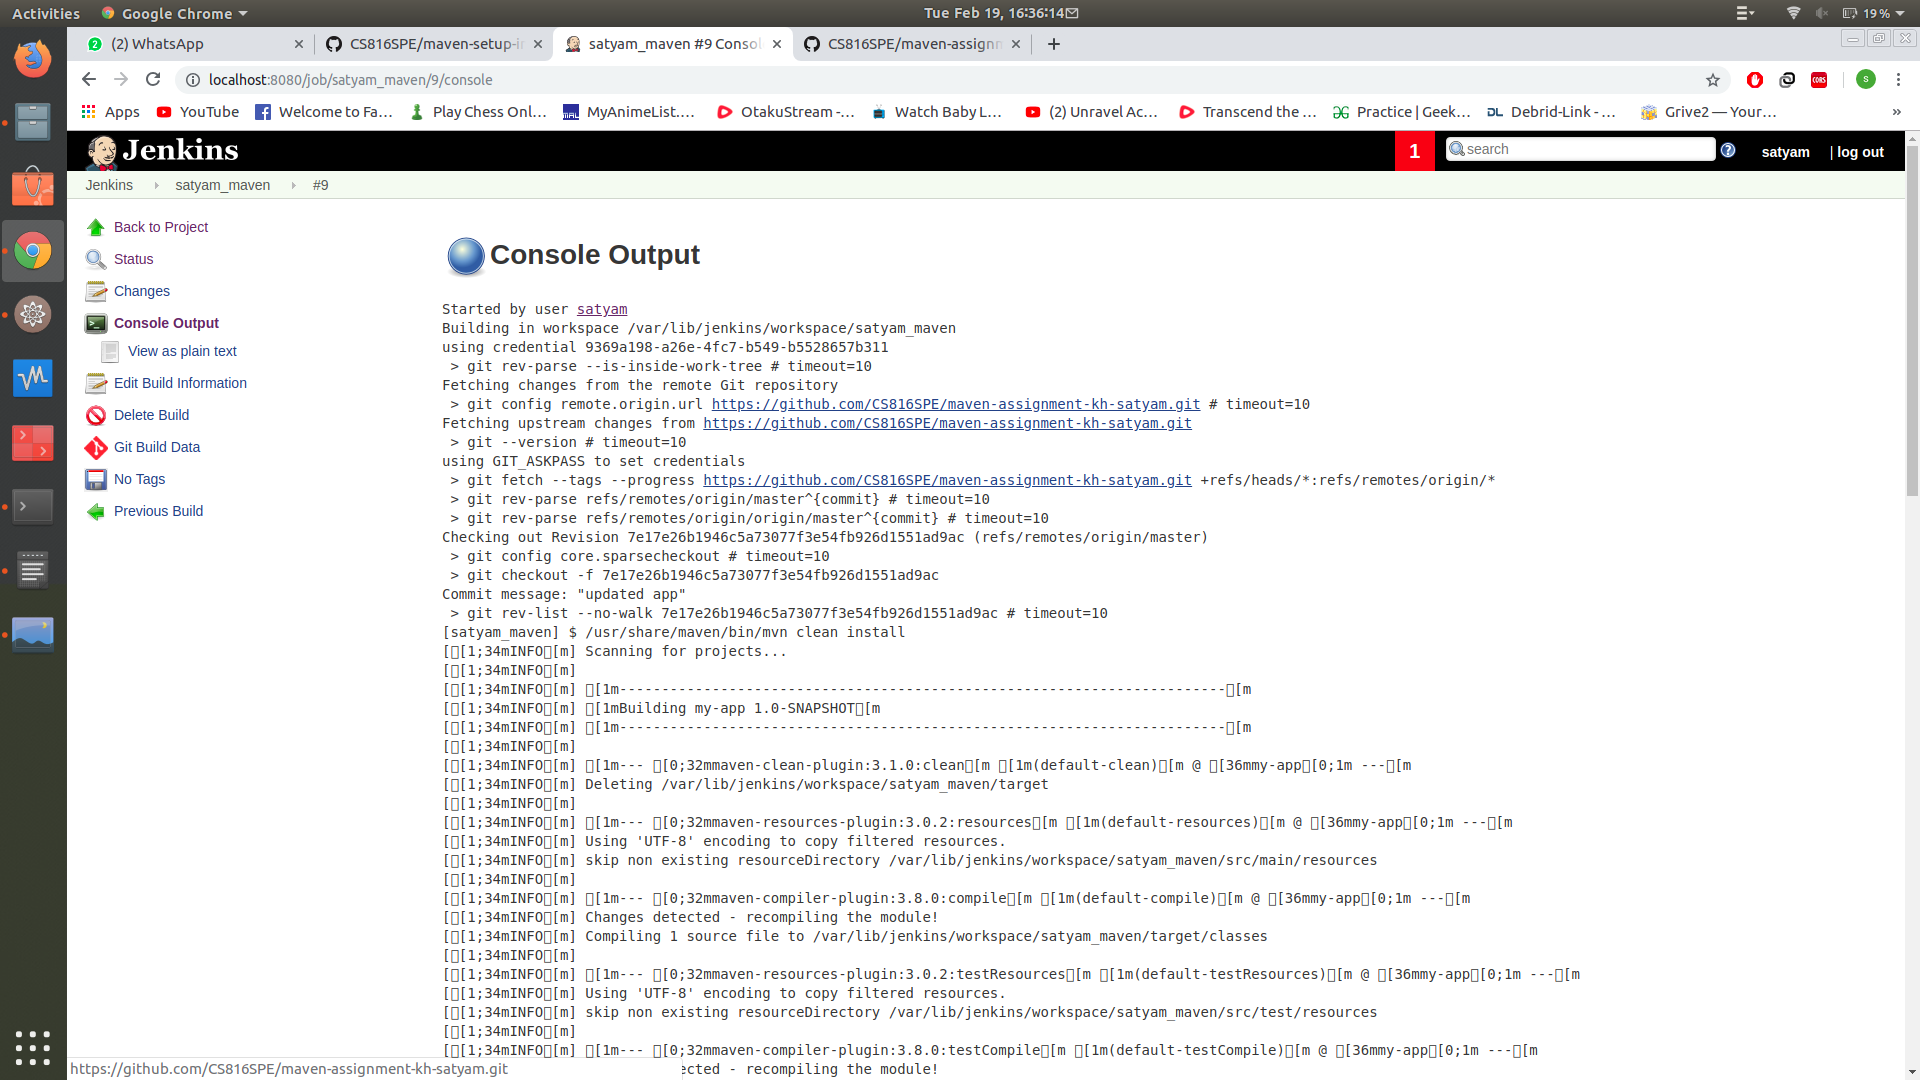 Activities
Google Chrome
Tue Feb 19, 16:36:14
19 %
(2) WhatsApp
CS816SPE/maven-setup-i
satyam_maven #9 Conso
CS816SPE/maven-assignm
localhost:8080/job/satyam_maven/9/console
CORS
S
Apps
YouTube
Welcome to Fa...
Play Chess Onl...
MyAnimeList....
OtakuStream -...
Watch Baby L...
(2) Unravel Ac...
Transcend the ...
Practice | Geek...
Debrid-Link - ...
Grive2 — Your...
»
Jenkins
1
search
satyam
| log out
Jenkins
satyam_maven
#9
Back to Project
Status
Changes
Console Output
View as plain text
Edit Build Information
Delete Build
Git Build Data
No Tags
Previous Build
Console Output
Started by user satyam
Building in workspace /var/lib/jenkins/workspace/satyam_maven
using credential 9369a198-a26e-4fc7-b549-b5528657b311
 > git rev-parse --is-inside-work-tree # timeout=10
Fetching changes from the remote Git repository
 > git config remote.origin.url https://github.com/CS816SPE/maven-assignment-kh-satyam.git # timeout=10
Fetching upstream changes from https://github.com/CS816SPE/maven-assignment-kh-satyam.git
 > git --version # timeout=10
using GIT_ASKPASS to set credentials
 > git fetch --tags --progress https://github.com/CS816SPE/maven-assignment-kh-satyam.git +refs/heads/*:refs/remotes/origin/*
 > git rev-parse refs/remotes/origin/master^{commit} # timeout=10
 > git rev-parse refs/remotes/origin/origin/master^{commit} # timeout=10
Checking out Revision 7e17e26b1946c5a73077f3e54fb926d1551ad9ac (refs/remotes/origin/master)
 > git config core.sparsecheckout # timeout=10
 > git checkout -f 7e17e26b1946c5a73077f3e54fb926d1551ad9ac
Commit message: "updated app"
 > git rev-list --no-walk 7e17e26b1946c5a73077f3e54fb926d1551ad9ac # timeout=10
[satyam_maven] $ /usr/share/maven/bin/mvn clean install
[▯[1;34mINFO▯[m] Scanning for projects...
[▯[1;34mINFO▯[m]
[▯[1;34mINFO▯[m] ▯[1m------------------------------------------------------------------------▯[m
[▯[1;34mINFO▯[m] ▯[1mBuilding my-app 1.0-SNAPSHOT▯[m
[▯[1;34mINFO▯[m] ▯[1m------------------------------------------------------------------------▯[m
[▯[1;34mINFO▯[m]
[▯[1;34mINFO▯[m] ▯[1m--- ▯[0;32mmaven-clean-plugin:3.1.0:clean▯[m ▯[1m(default-clean)▯[m @ ▯[36mmy-app▯[0;1m ---▯[m
[▯[1;34mINFO▯[m] Deleting /var/lib/jenkins/workspace/satyam_maven/target
[▯[1;34mINFO▯[m]
[▯[1;34mINFO▯[m] ▯[1m--- ▯[0;32mmaven-resources-plugin:3.0.2:resources▯[m ▯[1m(default-resources)▯[m @ ▯[36mmy-app▯[0;1m ---▯[m
[▯[1;34mINFO▯[m] Using 'UTF-8' encoding to copy filtered resources.
[▯[1;34mINFO▯[m] skip non existing resourceDirectory /var/lib/jenkins/workspace/satyam_maven/src/main/resources
[▯[1;34mINFO▯[m]
[▯[1;34mINFO▯[m] ▯[1m--- ▯[0;32mmaven-compiler-plugin:3.8.0:compile▯[m ▯[1m(default-compile)▯[m @ ▯[36mmy-app▯[0;1m ---▯[m
[▯[1;34mINFO▯[m] Changes detected - recompiling the module!
[▯[1;34mINFO▯[m] Compiling 1 source file to /var/lib/jenkins/workspace/satyam_maven/target/classes
[▯[1;34mINFO▯[m]
[▯[1;34mINFO▯[m] ▯[1m--- ▯[0;32mmaven-resources-plugin:3.0.2:testResources▯[m ▯[1m(default-testResources)▯[m @ ▯[36mmy-app▯[0;1m ---▯[m
[▯[1;34mINFO▯[m] Using 'UTF-8' encoding to copy filtered resources.
[▯[1;34mINFO▯[m] skip non existing resourceDirectory /var/lib/jenkins/workspace/satyam_maven/src/test/resources
[▯[1;34mINFO▯[m]
[▯[1;34mINFO▯[m] ▯[1m--- ▯[0;32mmaven-compiler-plugin:3.8.0:testCompile▯[m ▯[1m(default-testCompile)▯[m @ ▯[36mmy-app▯[0;1m ---▯[m
https://github.com/CS816SPE/maven-assignment-kh-satyam.git
ected - recompiling the module!